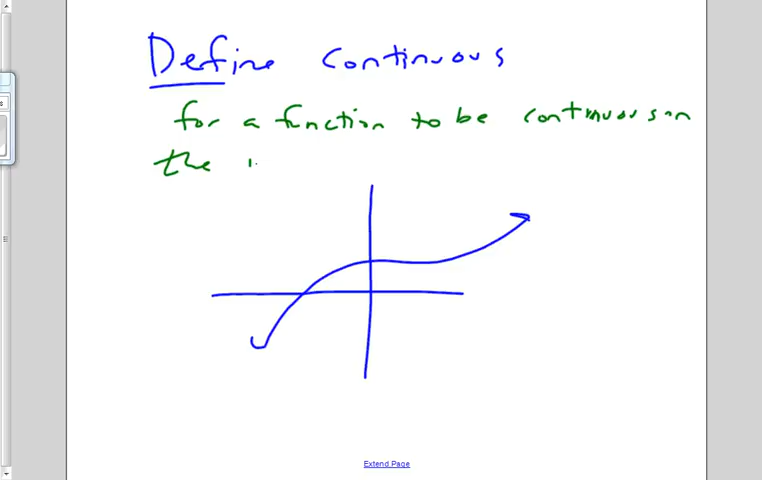 Define continuous
for a function to be continuous on
the
Extend Page